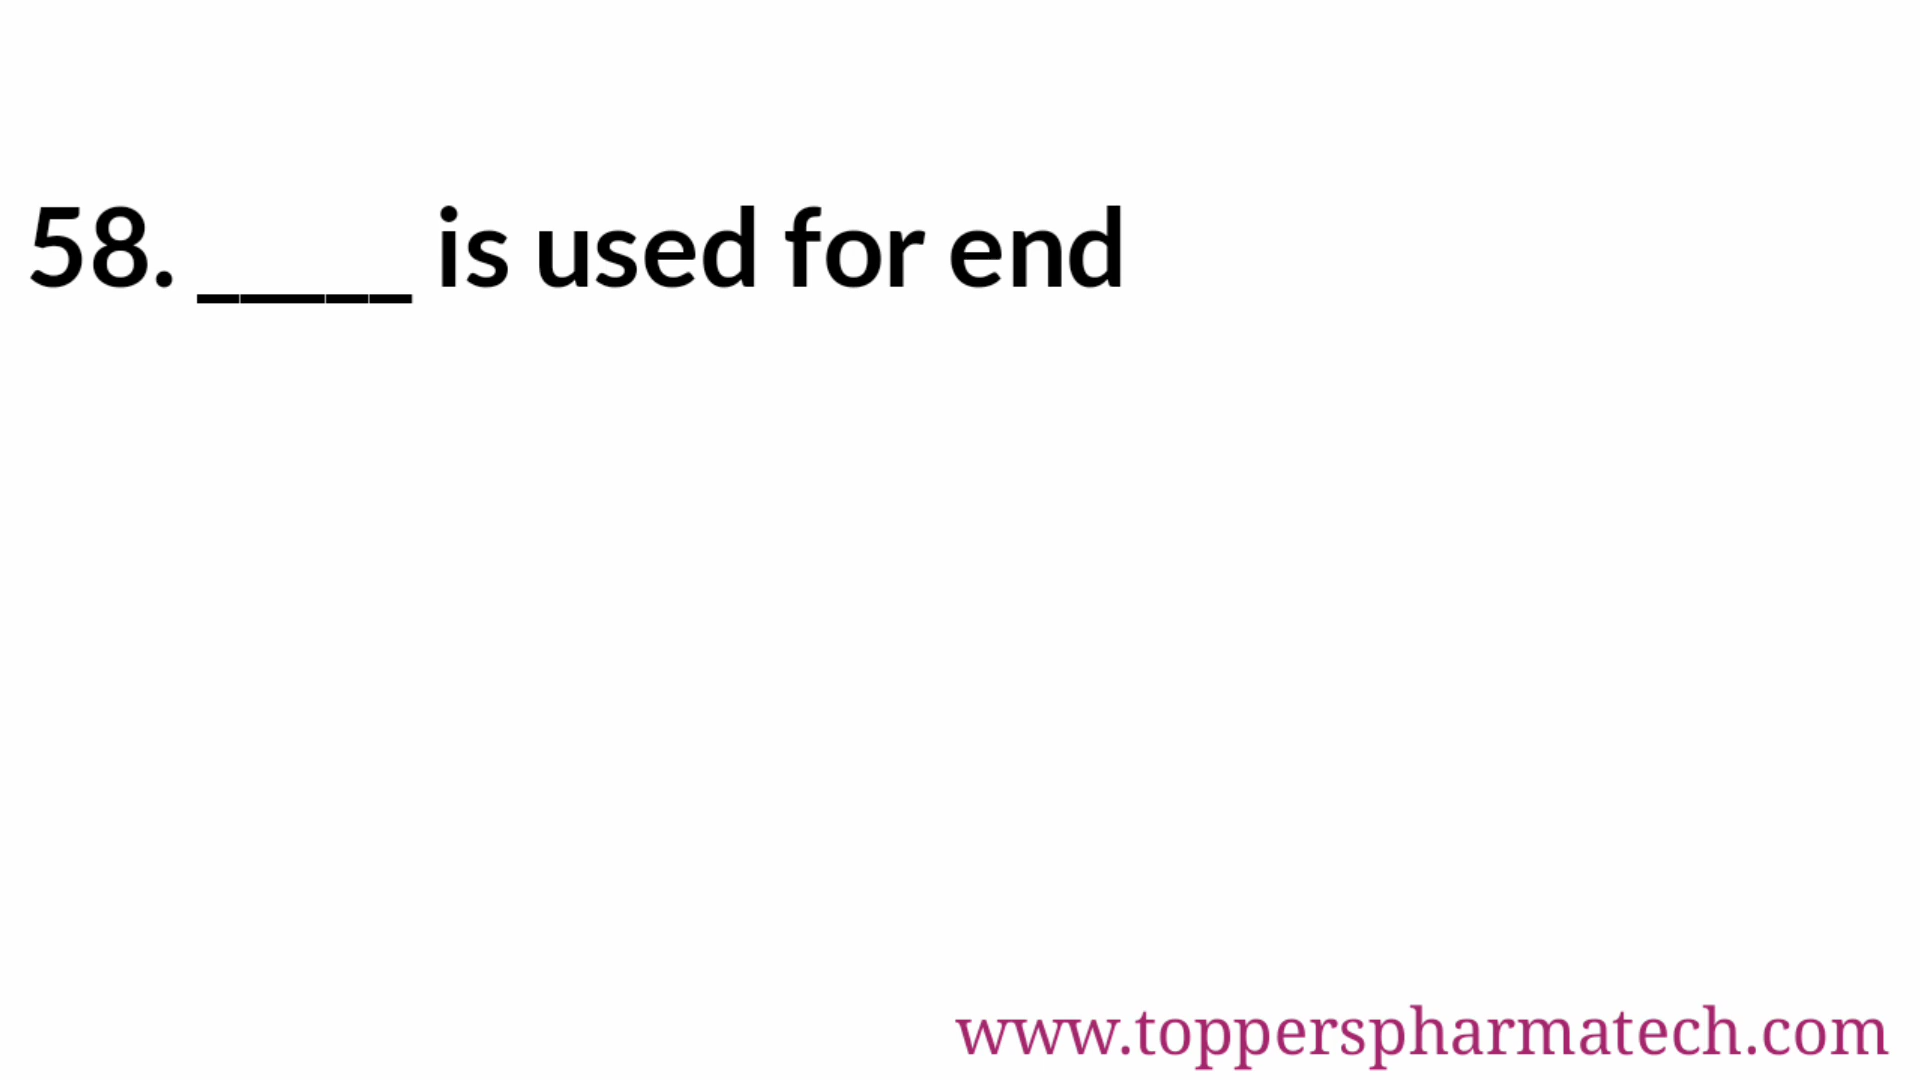 58. _____ is used for end
www.topperspharmatech.com